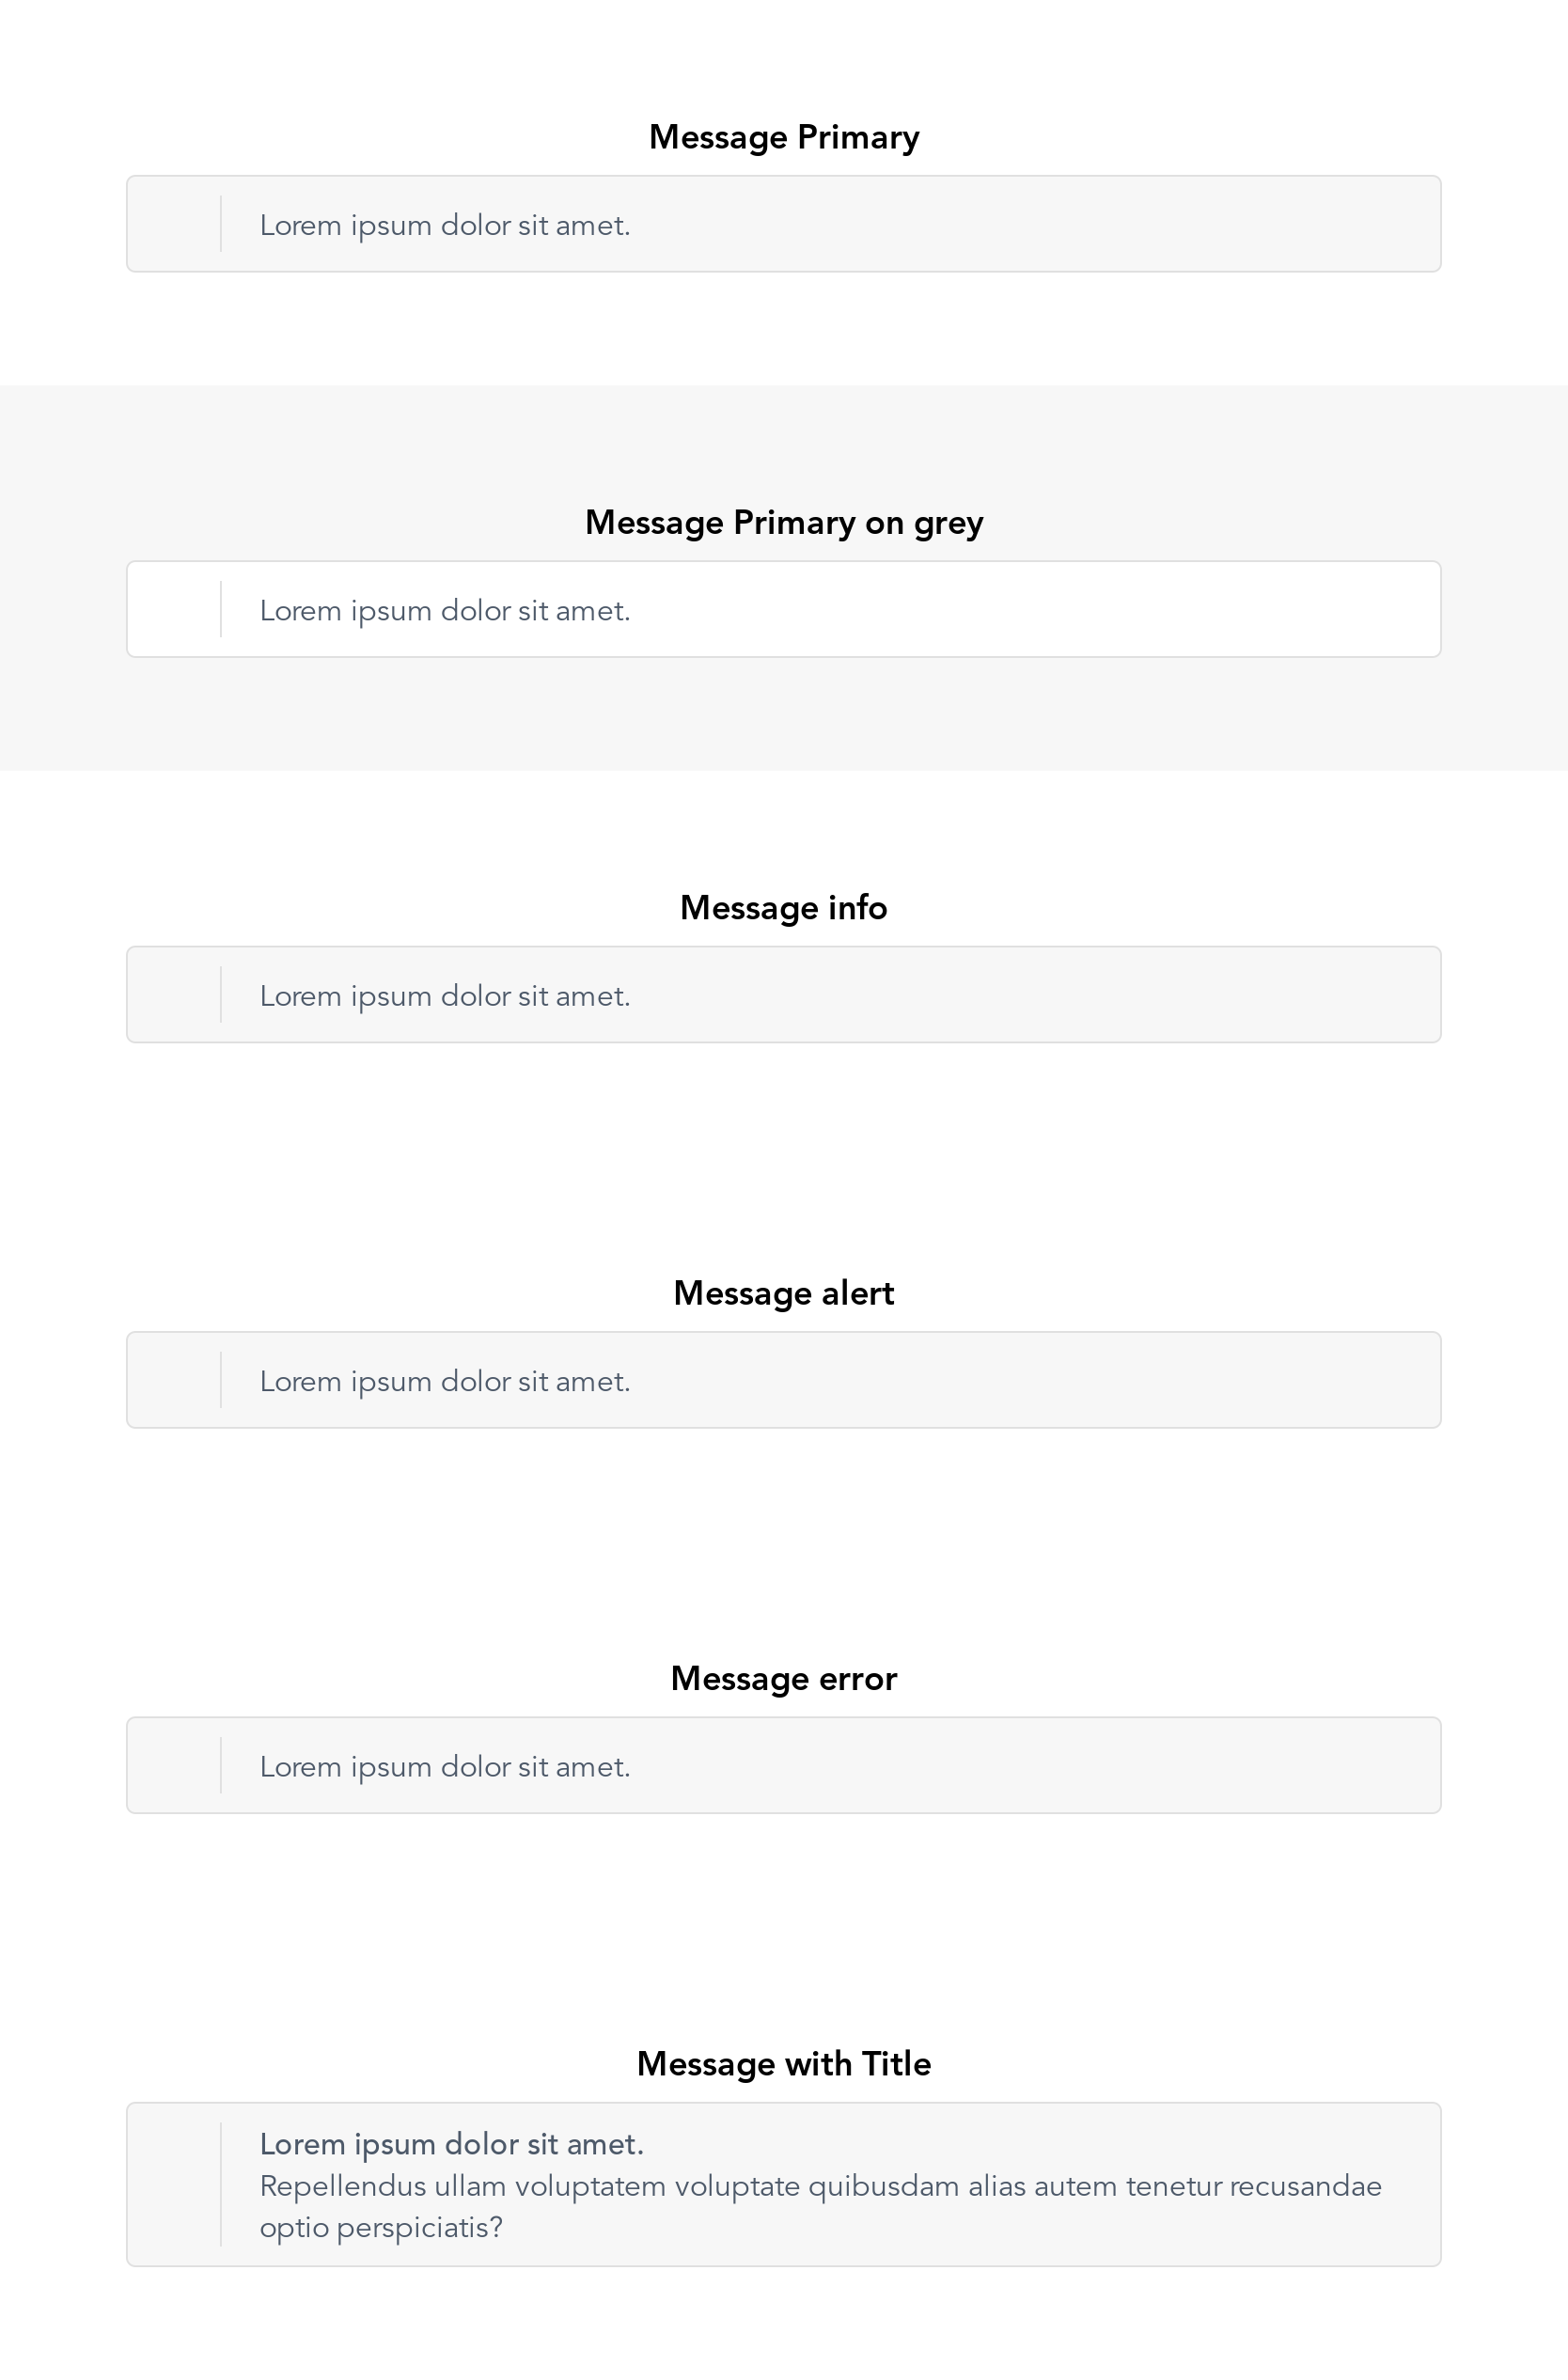 Message Primary
Lorem ipsum dolor sit amet.
Message Primary on grey
Lorem ipsum dolor sit amet.
Message info
Lorem ipsum dolor sit amet.
Message alert
Lorem ipsum dolor sit amet.
Message error
Lorem ipsum dolor sit amet.
Message with Title
Lorem ipsum dolor sit amet.
Repellendus ullam voluptatem voluptate quibusdam alias autem tenetur recusandae
optio perspiciatis?